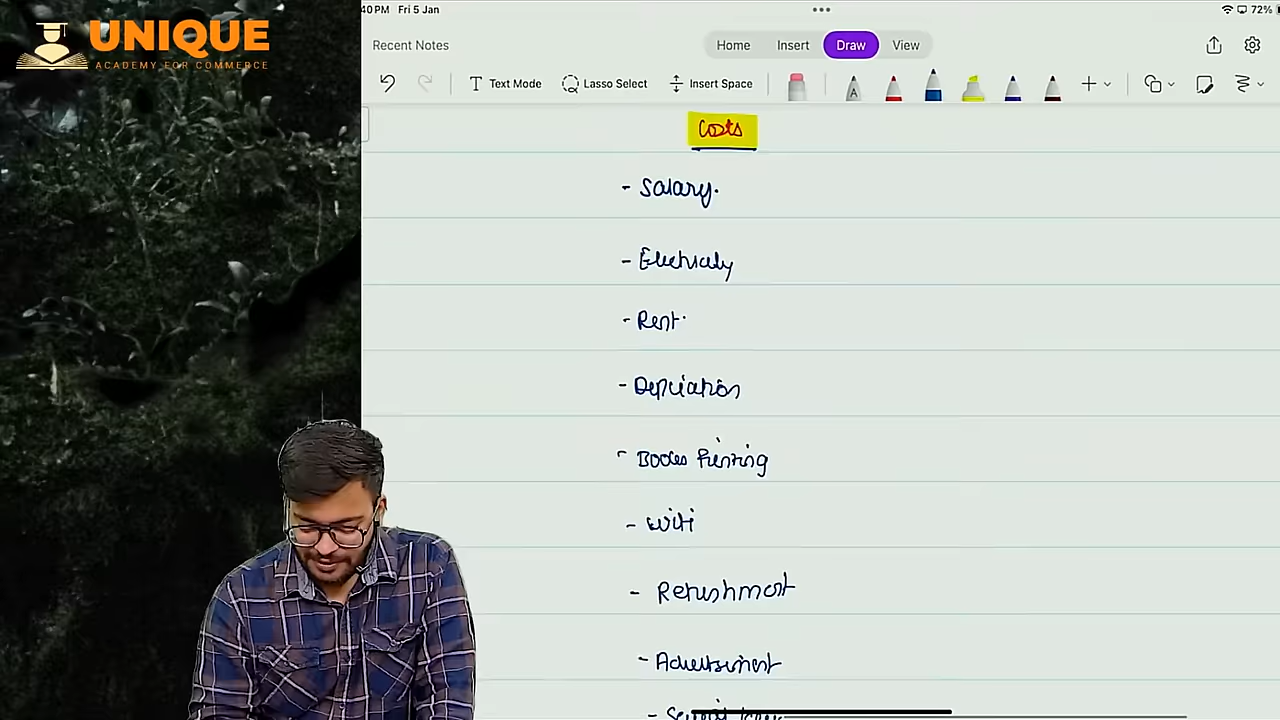 40 PM Fri 5 Jan
72%
UNIQUE
ACADEMY FOR COMMERCE
Recent Notes
Home Insert Draw View
Text Mode Lasso Select Insert Space
Costs
- Salary.
- Electricity
- Rent.
- Depriation
- Books Printing
- Wifi
- Refreshment
- Advertisement